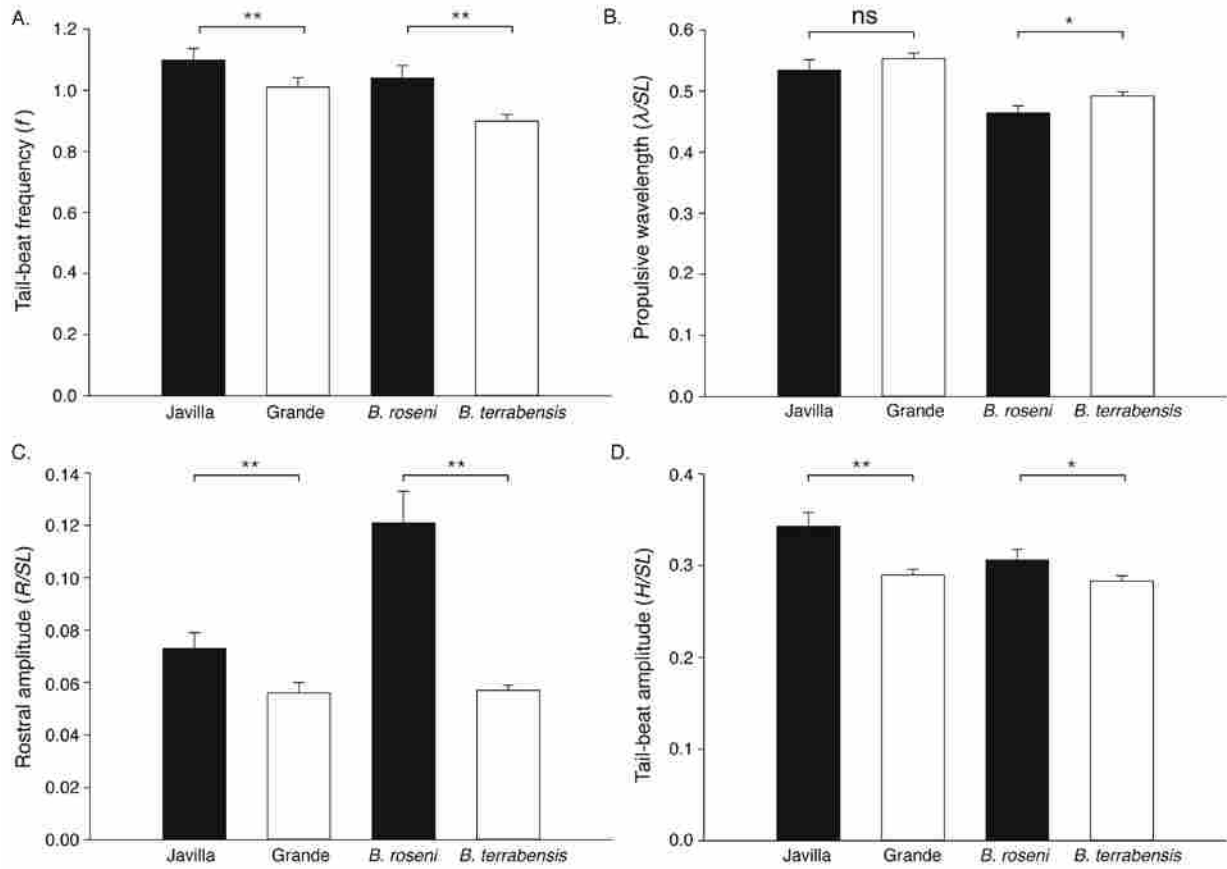 A.
** **
1.2
1.0
0.8
0.6
0.4
0.2
0.0
Tail-beat frequency (f)
Javilla Grande B. roseni B. terrabensis
B.
ns *
0.6
0.5
0.4
0.3
0.2
0.1
0.0
Propulsive wavelength (λ/SL)
Javilla Grande B. roseni B. terrabensis
C.
** **
0.14
0.12
0.10
0.08
0.06
0.04
0.02
0.00
Rostral amplitude (R/SL)
Javilla Grande B. roseni B. terrabensis
D.
** *
0.4
0.3
0.2
0.1
0.0
Tail-beat amplitude (H/SL)
Javilla Grande B. roseni B. terrabensis